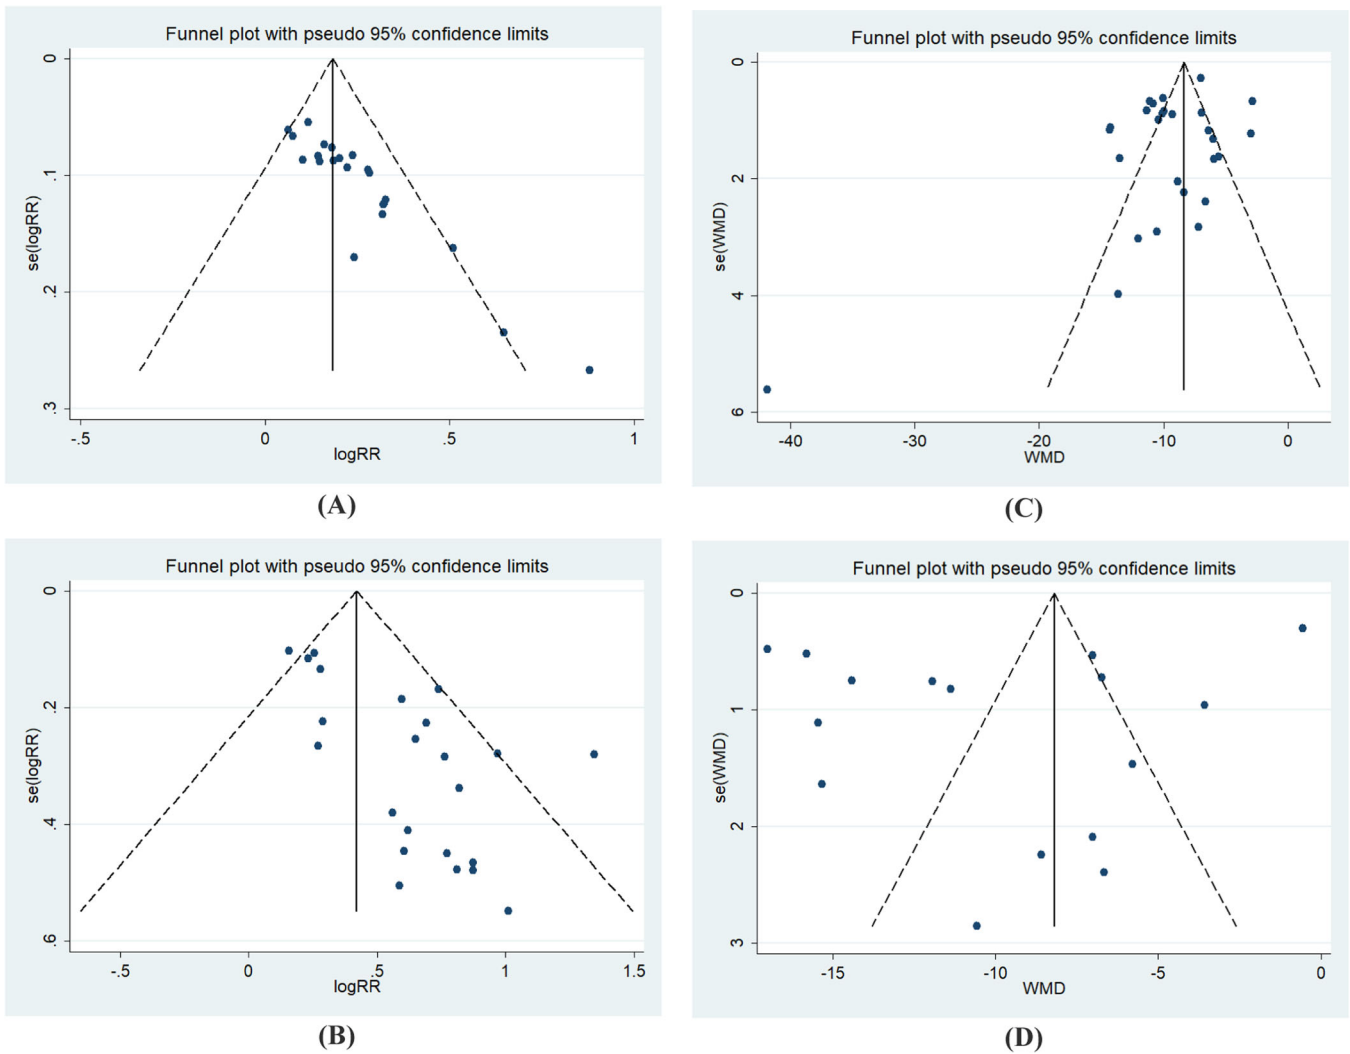 Funnel plot with pseudo 95% confidence limits
se(logRR)
0
.1
.2
.3
-.5 0 .5 1
logRR
(A)
Funnel plot with pseudo 95% confidence limits
se(WMD)
0
2
4
6
-40 -30 -20 -10 0
WMD
(C)
Funnel plot with pseudo 95% confidence limits
se(logRR)
0
.2
.4
.6
-.5 0 .5 1 1.5
logRR
(B)
Funnel plot with pseudo 95% confidence limits
se(WMD)
0
1
2
3
-15 -10 -5 0
WMD
(D)